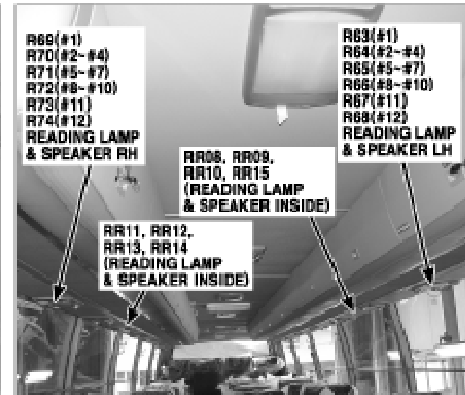 R69(#1)
R70(#2~#4)
R71(#5~#7)
R72(#8~#10)
R73(#11)
R74(#12)
READING LAMP
& SPEAKER RH
R63(#1)
R64(#2~#4)
R65(#5~#7)
R66(#8~#10)
R67(#11)
R68(#12)
READING LAMP
& SPEAKER LH
RR08, RR09,
RR10, RR15
(READING LAMP
& SPEAKER INSIDE)
RR11, RR12,
RR13, RR14
(READING LAMP
& SPEAKER INSIDE)